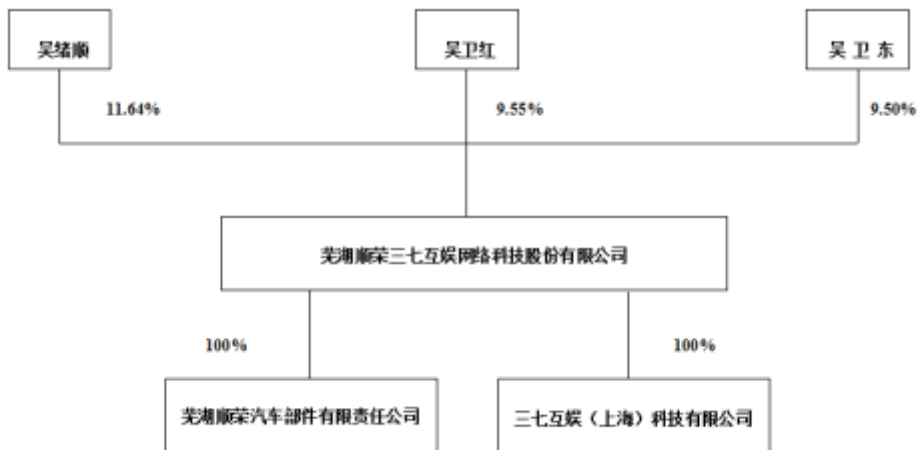 吴绪顺
吴卫红
吴 卫 东
11.64%
9.55%
9.50%
芜湖顺荣三七互娱网络科技股份有限公司
100%
100%
芜湖顺荣汽车部件有限责任公司
三七互娱（上海）科技有限公司